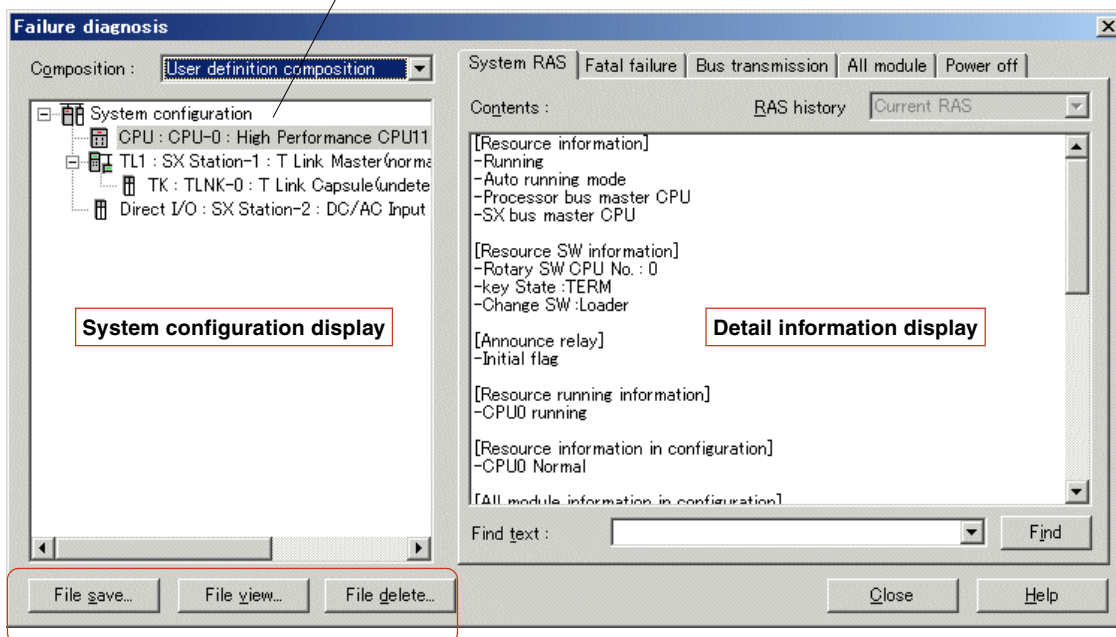 Failure diagnosis
Composition :
User definition composition
System configuration
CPU : CPU-0 : High Performance CPU11
TL1 : SX Station-1 : T Link Master(norma
TK : TLNK-0 : T Link Capsule(undete
Direct I/O : SX Station-2 : DC/AC Input
System configuration display
File save...
File view...
File delete...
System RAS
Fatal failure
Bus transmission
All module
Power off
Contents :
RAS history
Current RAS
[Resource information]
-Running
-Auto running mode
-Processor bus master CPU
-SX bus master CPU
[Resource SW information]
-Rotary SW CPU No. : 0
-key State :TERM
-Change SW :Loader
[Announce relay]
-Initial flag
[Resource running information]
-CPU0 running
[Resource information in configuration]
-CPU0 Normal
[All module information in configuration]
Detail information display
Find text :
Find
Close
Help